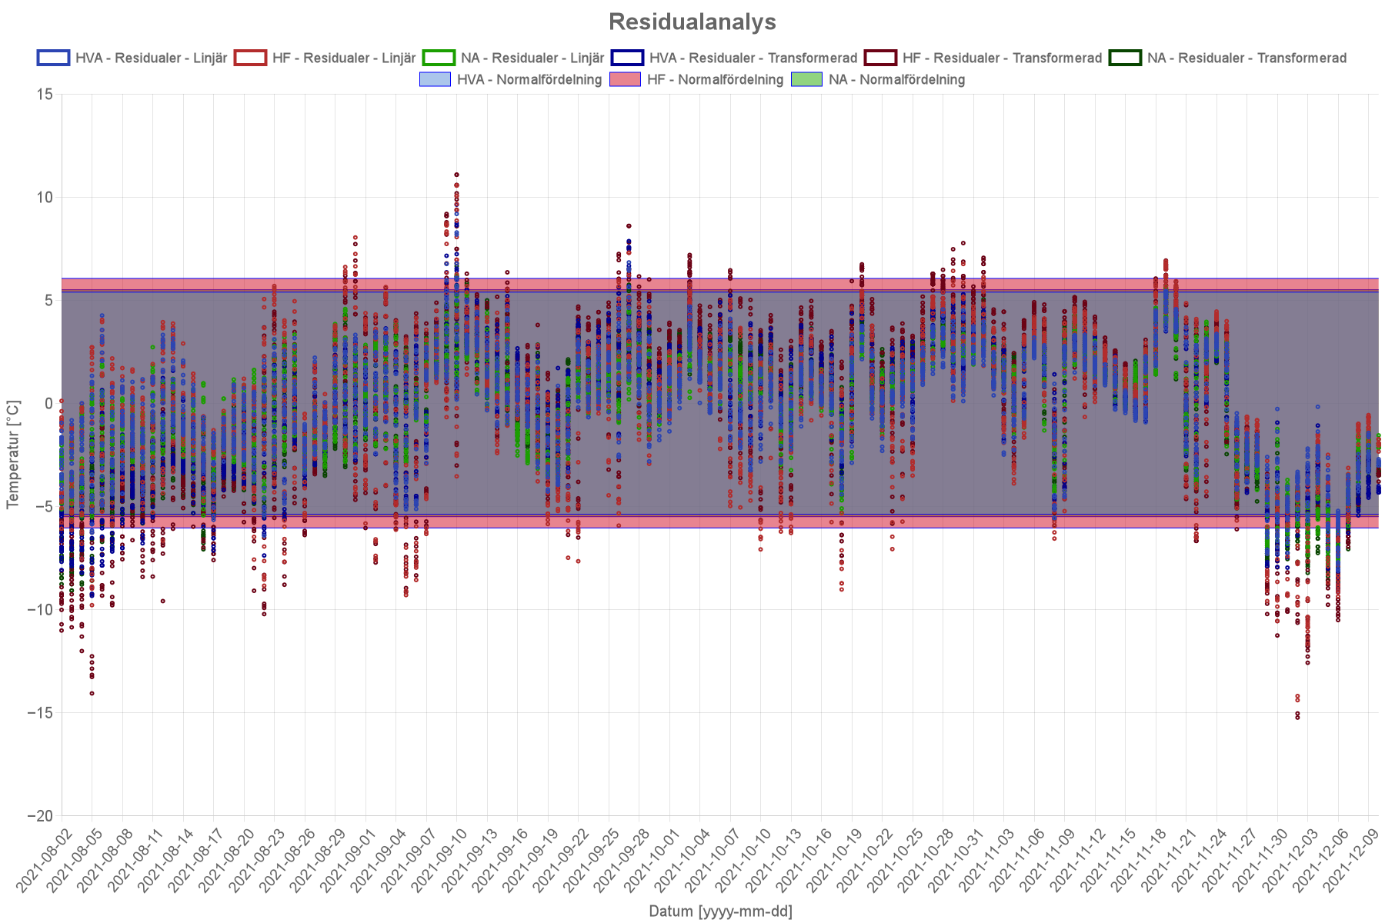 Residualanalys
HVA - Residualer - Linjär HF - Residualer - Linjär NA - Residualer - Linjär HVA - Residualer - Transformerad HF - Residualer - Transformerad NA - Residualer - Transformerad
HVA - Normalfördelning HF - Normalfördelning NA - Normalfördelning
Temperatur [°C]
15
10
5
0
−5
−10
−15
−20
2021-08-02 2021-08-05 2021-08-08 2021-08-11 2021-08-14 2021-08-17 2021-08-20 2021-08-23 2021-08-26 2021-08-29 2021-09-01 2021-09-04 2021-09-07 2021-09-10 2021-09-13 2021-09-16 2021-09-19 2021-09-22 2021-09-25 2021-09-28 2021-10-01 2021-10-04 2021-10-07 2021-10-10 2021-10-13 2021-10-16 2021-10-19 2021-10-22 2021-10-25 2021-10-28 2021-10-31 2021-11-03 2021-11-06 2021-11-09 2021-11-12 2021-11-15 2021-11-18 2021-11-21 2021-11-24 2021-11-27 2021-11-30 2021-12-03 2021-12-06 2021-12-09
Datum [yyyy-mm-dd]